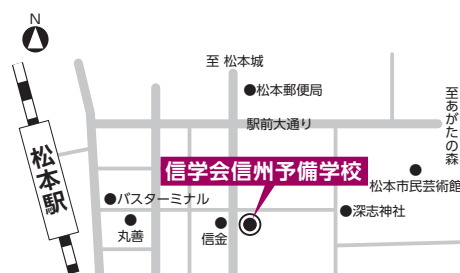 N
至 松本城
松本郵便局
駅前大通り
至あがたの森
松本駅
信学会信州予備学校
松本市民芸術館
バスターミナル
深志神社
丸善
信金